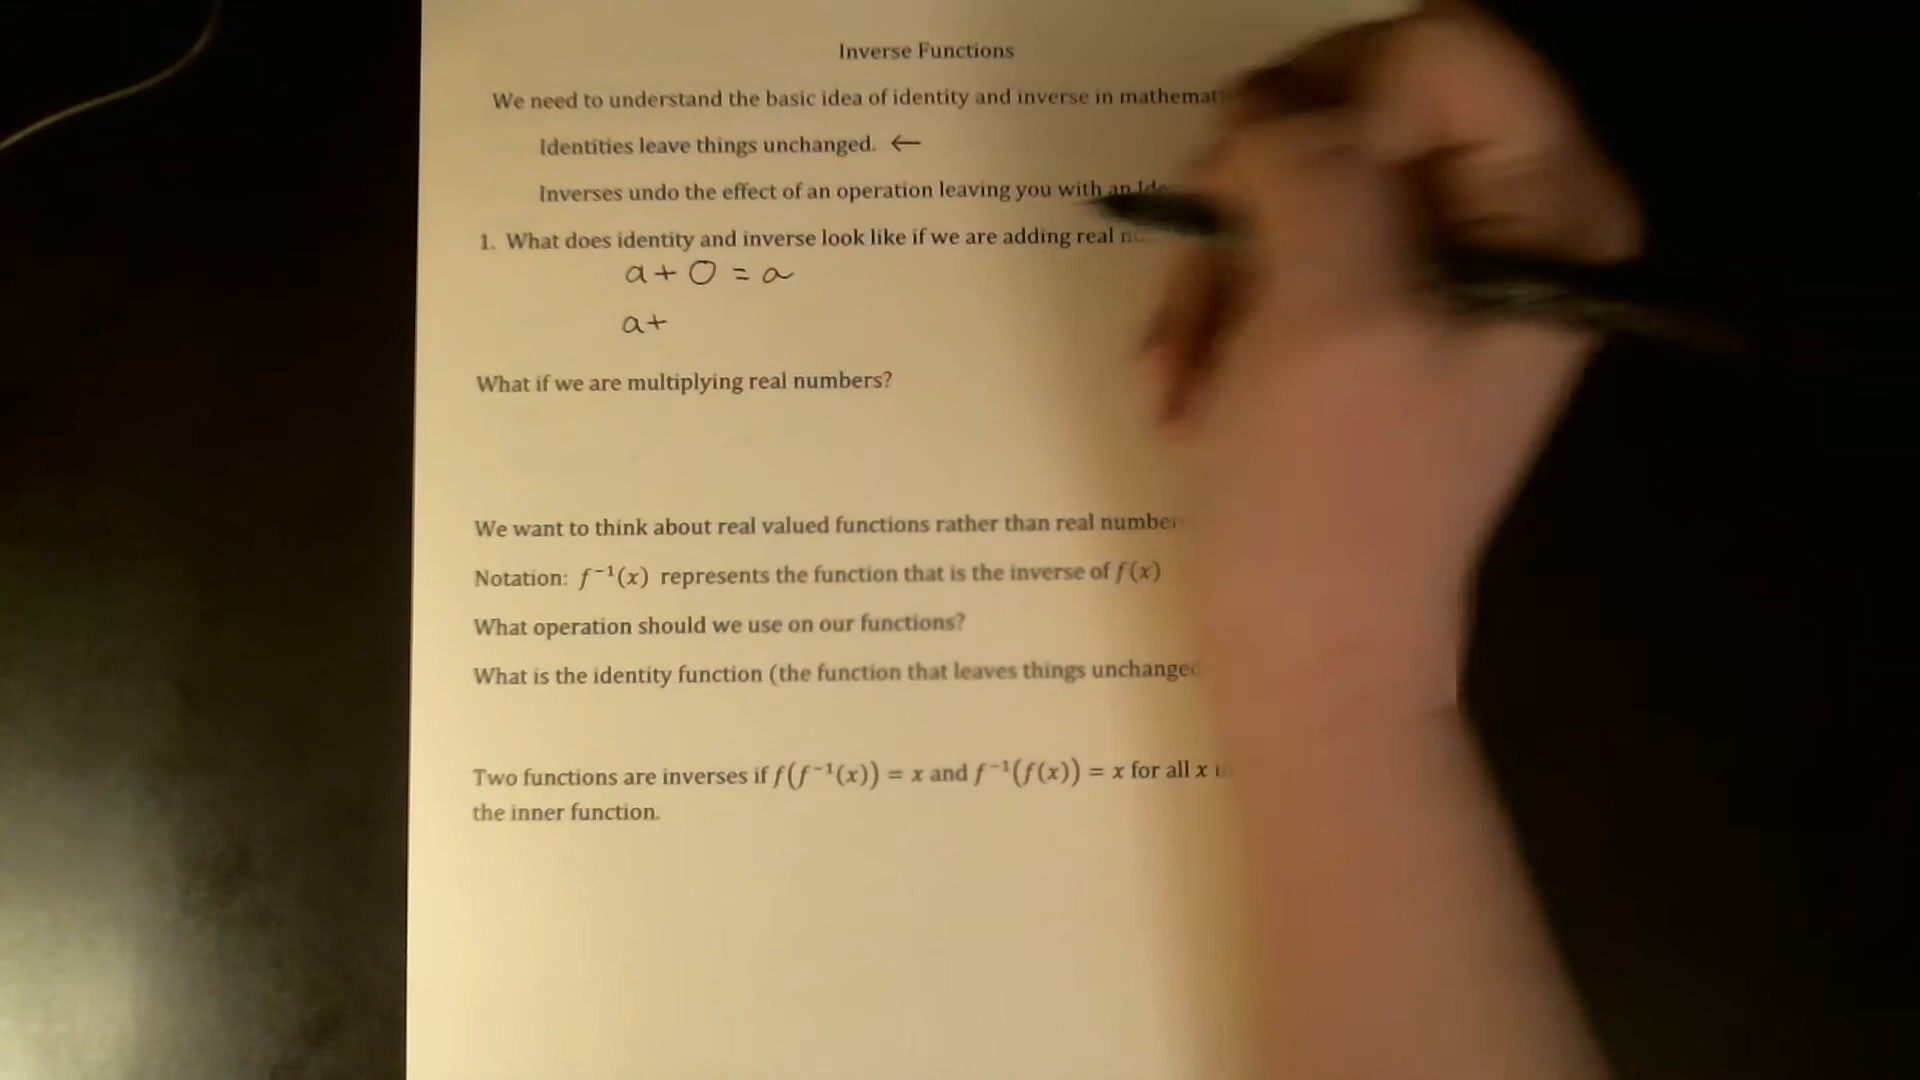 Inverse Functions
We need to understand the basic idea of identity and inverse in
Identities leave things unchanged. ←
Inverses undo the effect of an operation leaving you with an
1. What does identity and inverse look like if we are adding real
a + 0 = a
a +
What if we are multiplying real numbers?
We want to think about real valued functions rather than real
Notation: f⁻¹(x) represents the function that is the inverse of f(x)
What operation should we use on our functions?
What is the identity function (the function that leaves things unchanged
Two functions are inverses if f(f⁻¹(x)) = x and f⁻¹(f(x)) = x for all x
the inner function.